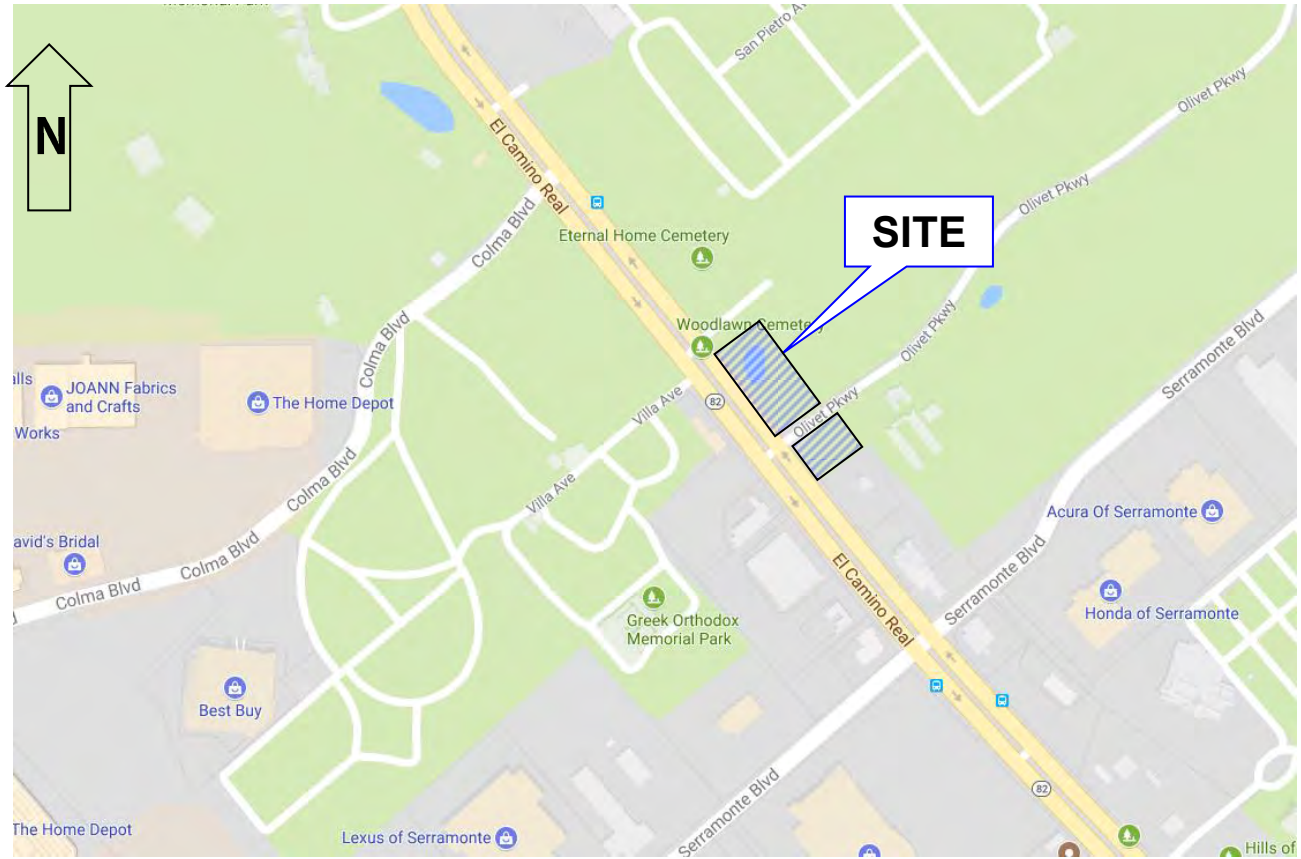 San Pietro Av
Olivet Pkwy
N
El Camino Real
Olivet Pkwy
SITE
Colma Blvd
Eternal Home Cemetery
Woodlawn Cemetery
Olivet Pkwy
Serramonte Blvd
Colma Blvd
JOANN Fabrics
and Crafts
The Home Depot
82
Villa Ave
Olivet Pkwy
Works
Colma Blvd
Villa Ave
Acura Of Serramonte
avid's Bridal
Colma Blvd
Serramonte Blvd
El Camino Real
Colma Blvd
Honda of Serramonte
Greek Orthodox
Memorial Park
Best Buy
82
Serramonte Blvd
The Home Depot
Lexus of Serramonte
Hills of